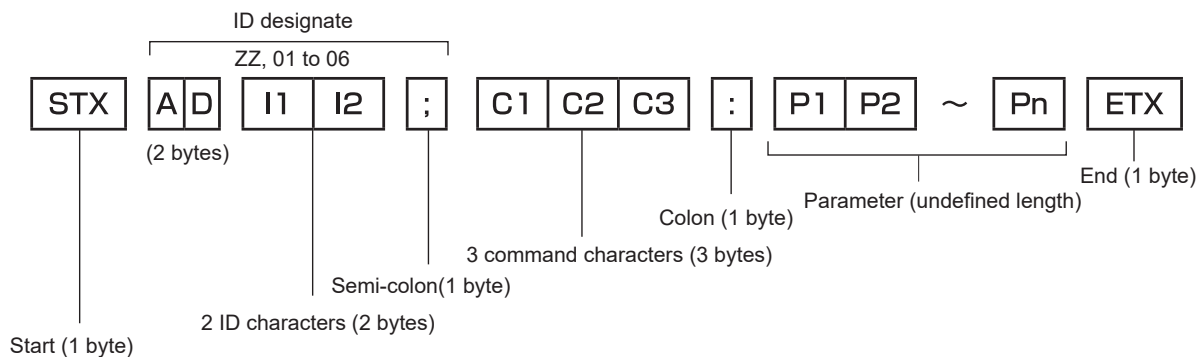 ID designate
ZZ, 01 to 06
STX A D I1 I2 ; C1 C2 C3 : P1 P2 ～ Pn ETX
(2 bytes)
End (1 byte)
Parameter (undefined length)
Colon (1 byte)
3 command characters (3 bytes)
Semi-colon(1 byte)
2 ID characters (2 bytes)
Start (1 byte)